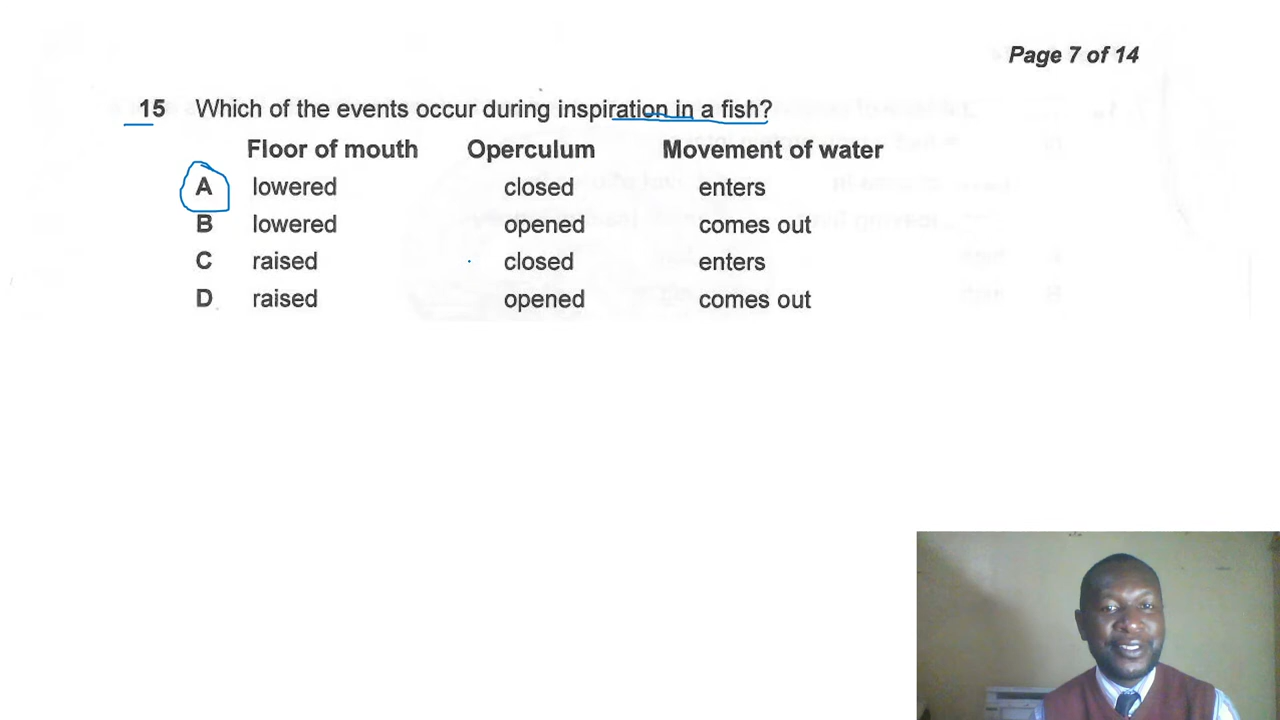 Page 7 of 14
15 Which of the events occur during inspiration in a fish?
Floor of mouth Operculum Movement of water
A lowered closed enters
B lowered opened comes out
C raised closed enters
D raised opened comes out